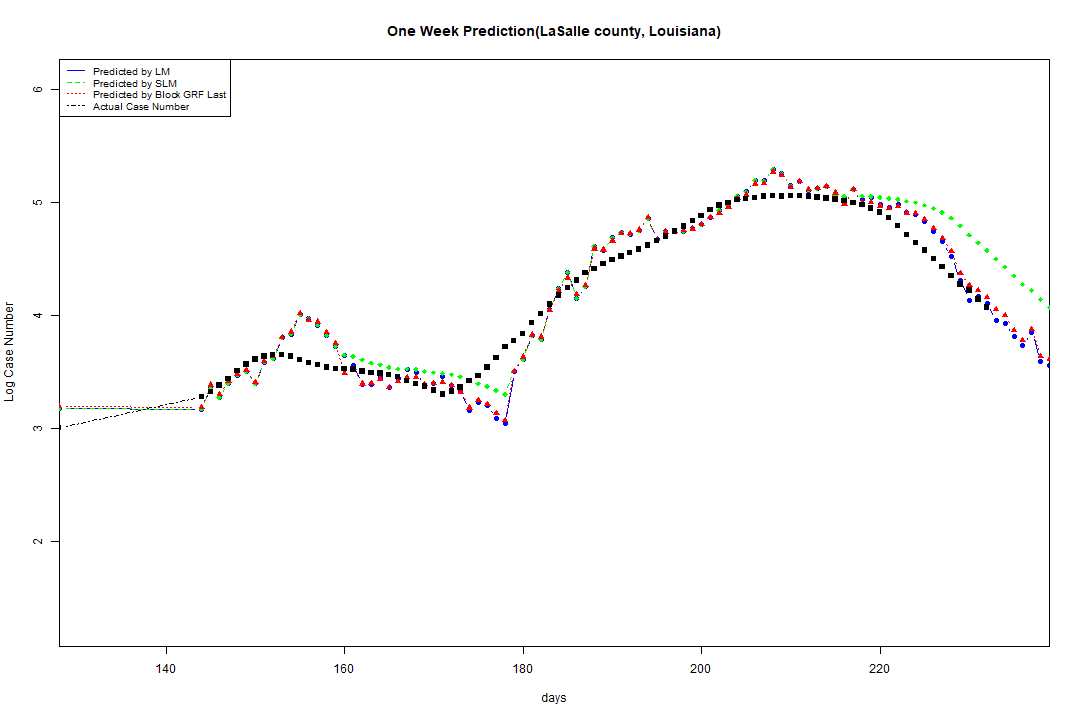 One Week Prediction(LaSalle county, Louisiana)
Predicted by LM
Predicted by SLM
Predicted by Block GRF Last
Actual Case Number
6
5
4
3
2
Log Case Number
140 160 180 200 220
days